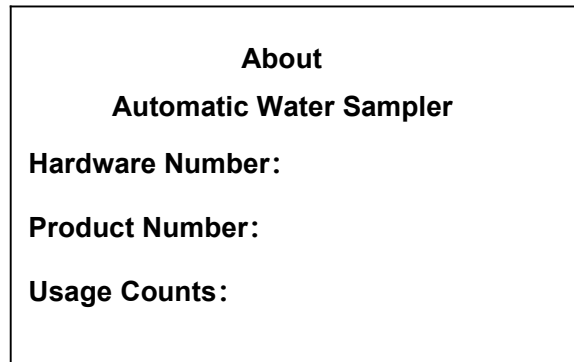 About
Automatic Water Sampler
Hardware Number：
Product Number：
Usage Counts：